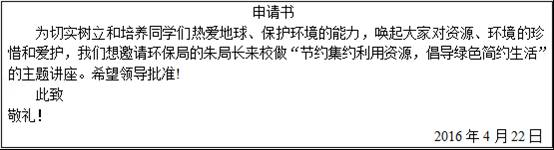 申请书
为切实树立和培养同学们热爱地球、保护环境的能力，唤起大家对资源、环境的珍
惜和爱护，我们想邀请环保局的朱局长来校做“节约集约利用资源，倡导绿色简约生活”
的主题讲座。希望领导批准!
此致
敬礼！
2016年4月22日